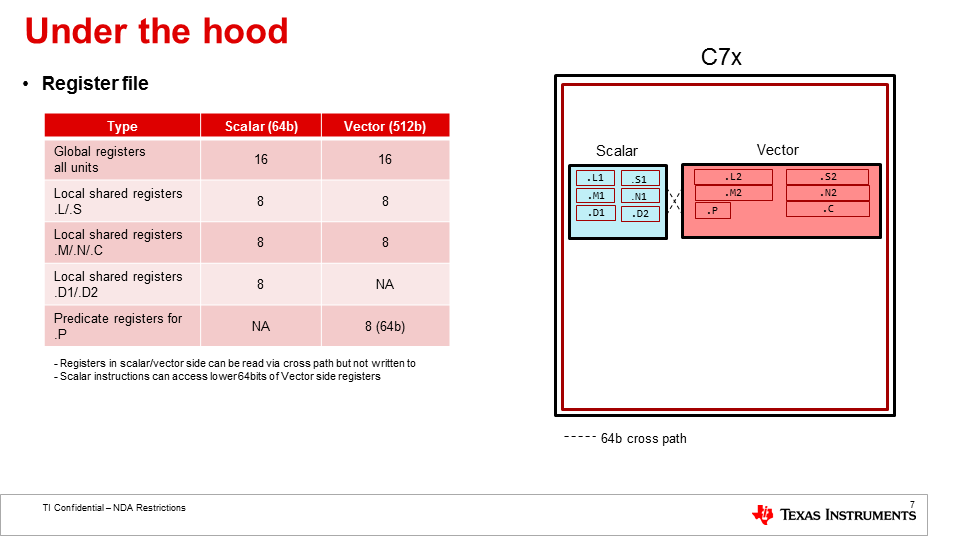 Under the hood
• Register file
Type Scalar (64b) Vector (512b)
Global registers
all units
16 16
Local shared registers
.L/.S
8 8
Local shared registers
.M/.N/.C
8 8
Local shared registers
.D1/.D2
8 NA
Predicate registers for
.P
NA 8 (64b)
- Registers in scalar/vector side can be read via cross path but not written to
- Scalar instructions can access lower 64bits of Vector side registers
C7x
Scalar Vector
.L1 .S1 .L2 .S2
.M1 .N1 .M2 .N2
.D1 .D2 .P .C
64b cross path
TI Confidential – NDA Restrictions
7
TEXAS INSTRUMENTS